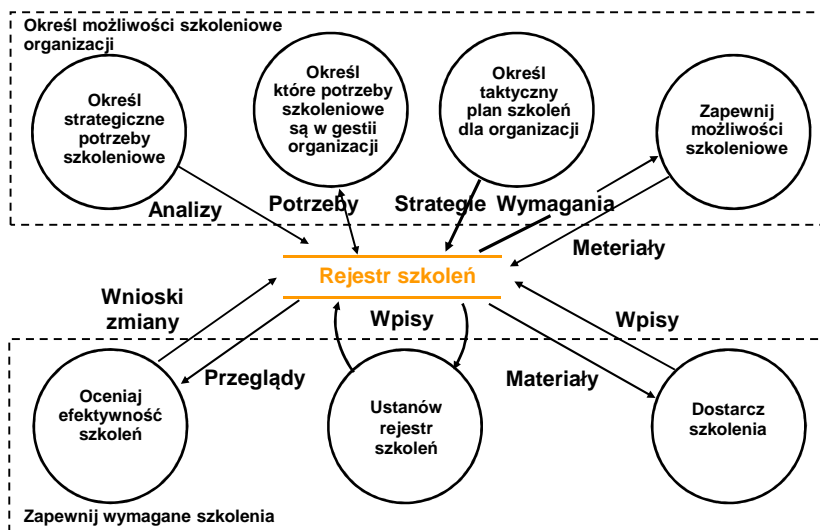 Określ możliwości szkoleniowe
organizacji
Określ
strategiczne
potrzeby
szkoleniowe
Określ
które potrzeby
szkoleniowe
są w gestii
organizacji
Określ
taktyczny
plan szkoleń
dla organizacji
Zapewnij
możliwości
szkoleniowe
Analizy
Potrzeby
Strategie
Wymagania
Meteriały
Rejestr szkoleń
Wnioski
zmiany
Wpisy
Wpisy
Przeglądy
Materiały
Oceniaj
efektywność
szkoleń
Ustanów
rejestr
szkoleń
Dostarcz
szkolenia
Zapewnij wymagane szkolenia